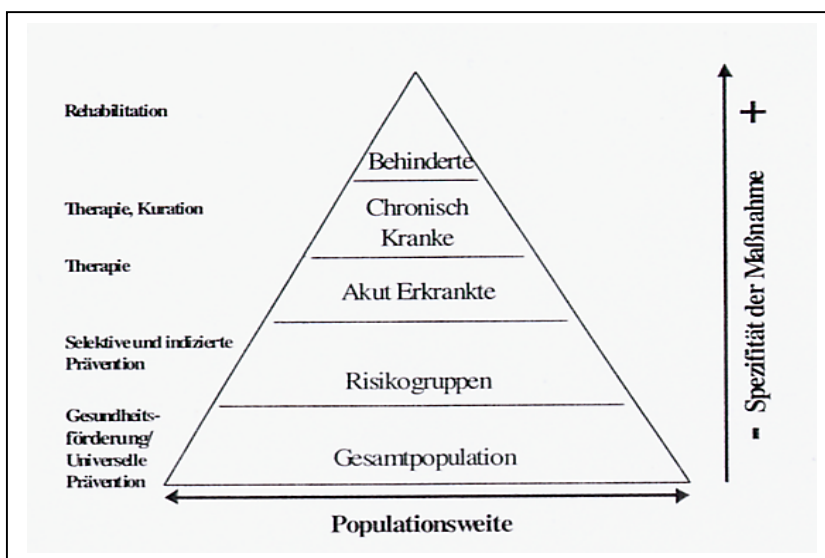 Rehabilitation
Behinderte
Therapie, Kuration
Chronisch
Kranke
Therapie
Akut Erkrankte
Selektive und indizierte
Prävention
Risikogruppen
Gesundheits-
förderung/
Universelle
Prävention
Gesamtpopulation
Populationsweite
- Spezifität der Maßnahme +